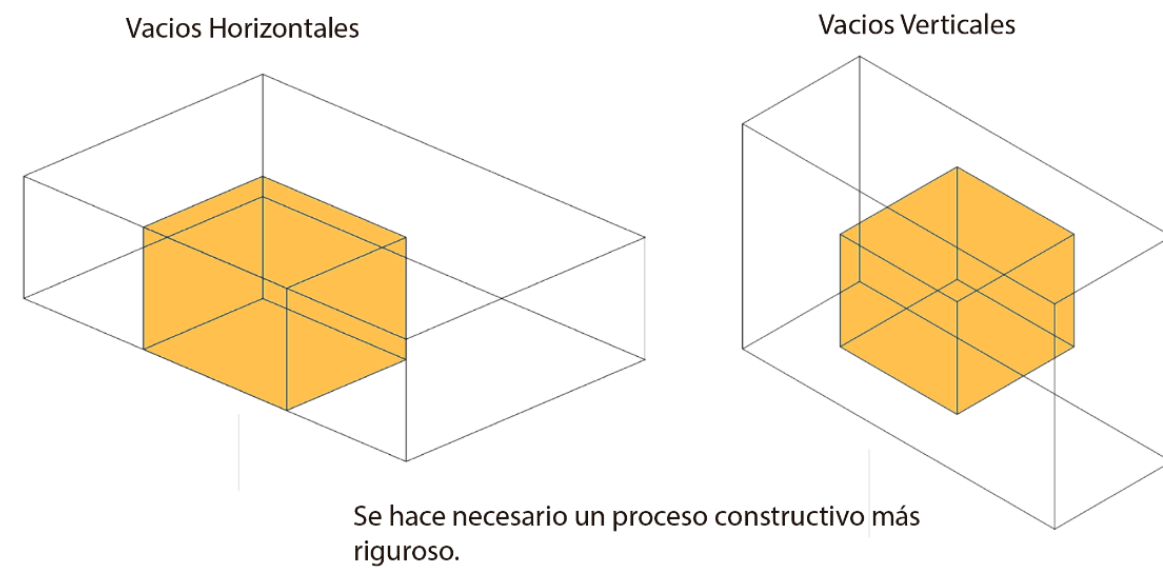 Vacios Horizontales
Vacios Verticales
Se hace necesario un proceso constructivo más
riguroso.